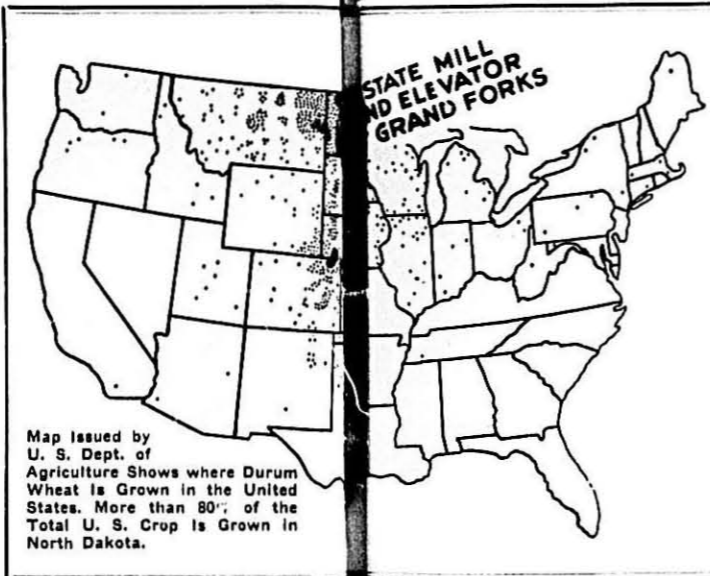 STATE MILL
ND ELEVATOR
GRAND FORKS
Map Issued by
U. S. Dept. of
Agriculture Shows where Durum
Wheat Is Grown in the United
States. More than 80% of the
Total U. S. Crop Is Grown in
North Dakota.